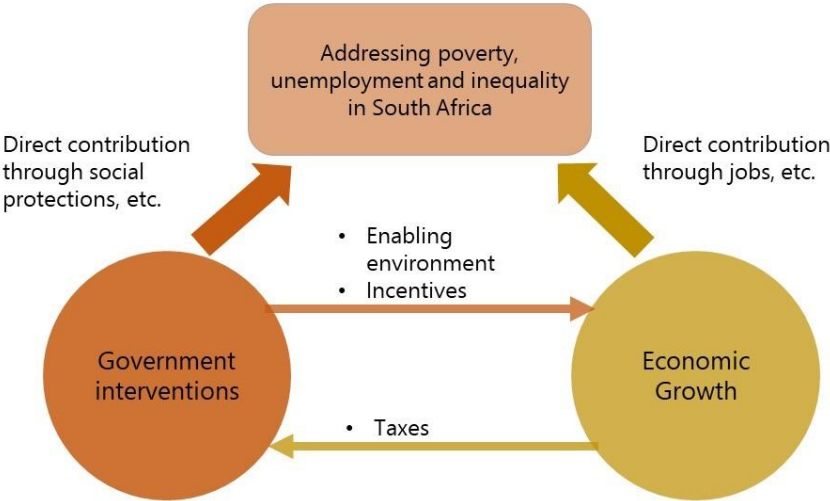 Addressing poverty,
unemployment and inequality
in South Africa
Direct contribution
through social
protections, etc.
Direct contribution
through jobs, etc.
• Enabling
environment
• Incentives
Government
interventions
Economic
Growth
• Taxes